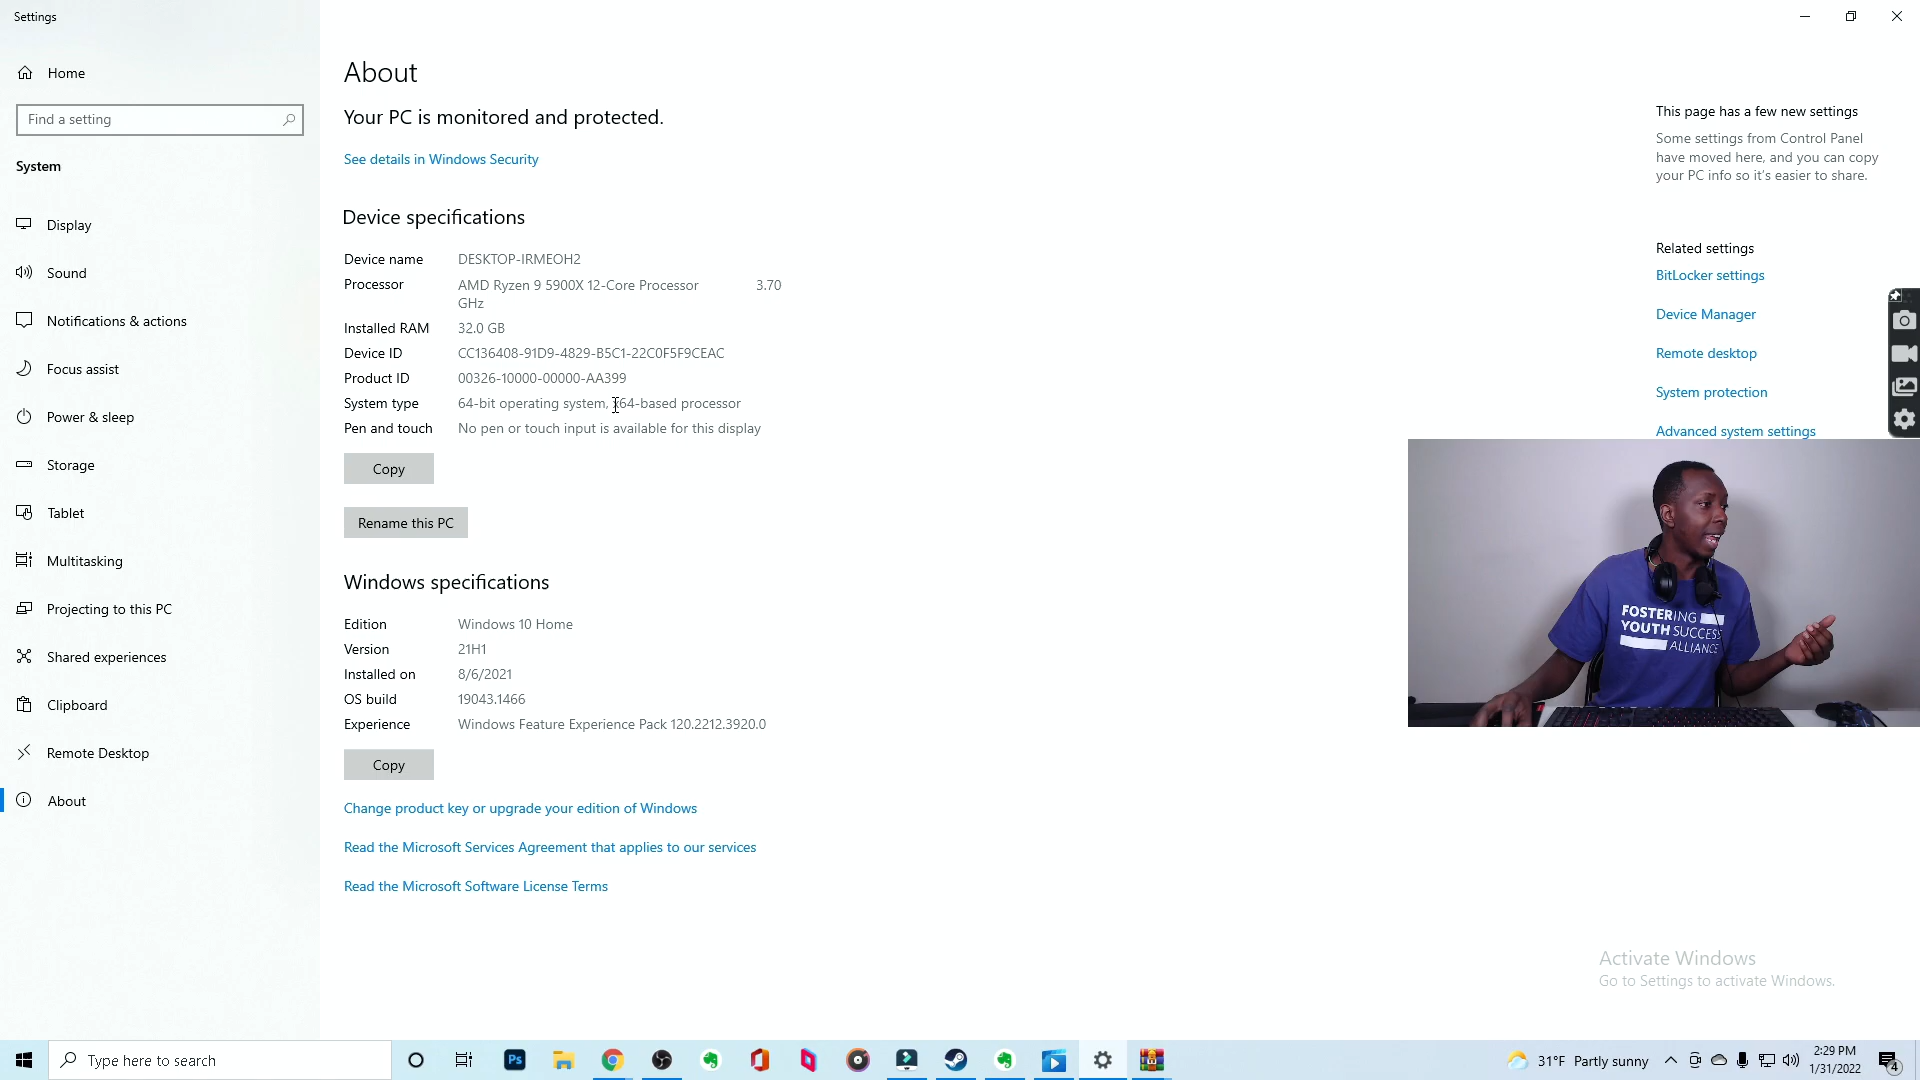 Settings
Home
Find a setting
System
Display
Sound
Notifications & actions
Focus assist
Power & sleep
Storage
Tablet
Multitasking
Projecting to this PC
Shared experiences
Clipboard
Remote Desktop
About
About
Your PC is monitored and protected.
See details in Windows Security
Device specifications
Device name DESKTOP-IRMEOH2
Processor AMD Ryzen 9 5900X 12-Core Processor 3.70
GHz
Installed RAM 32.0 GB
Device ID CC136408-91D9-4829-B5C1-22C0F5F9CEAC
Product ID 00326-10000-00000-AA399
System type 64-bit operating system, x64-based processor
Pen and touch No pen or touch input is available for this display
Copy
Rename this PC
Windows specifications
Edition Windows 10 Home
Version 21H1
Installed on 8/6/2021
OS build 19043.1466
Experience Windows Feature Experience Pack 120.2212.3920.0
Copy
Change product key or upgrade your edition of Windows
Read the Microsoft Services Agreement that applies to our services
Read the Microsoft Software License Terms
This page has a few new settings
Some settings from Control Panel
have moved here, and you can copy
your PC info so it's easier to share.
Related settings
BitLocker settings
Device Manager
Remote desktop
System protection
Advanced system settings
FOSTERING
YOUTH SUCCESS
ALLIANCE
Activate Windows
Go to Settings to activate Windows.
Type here to search
Ps
31°F Partly sunny
2:29 PM
1/31/2022
4